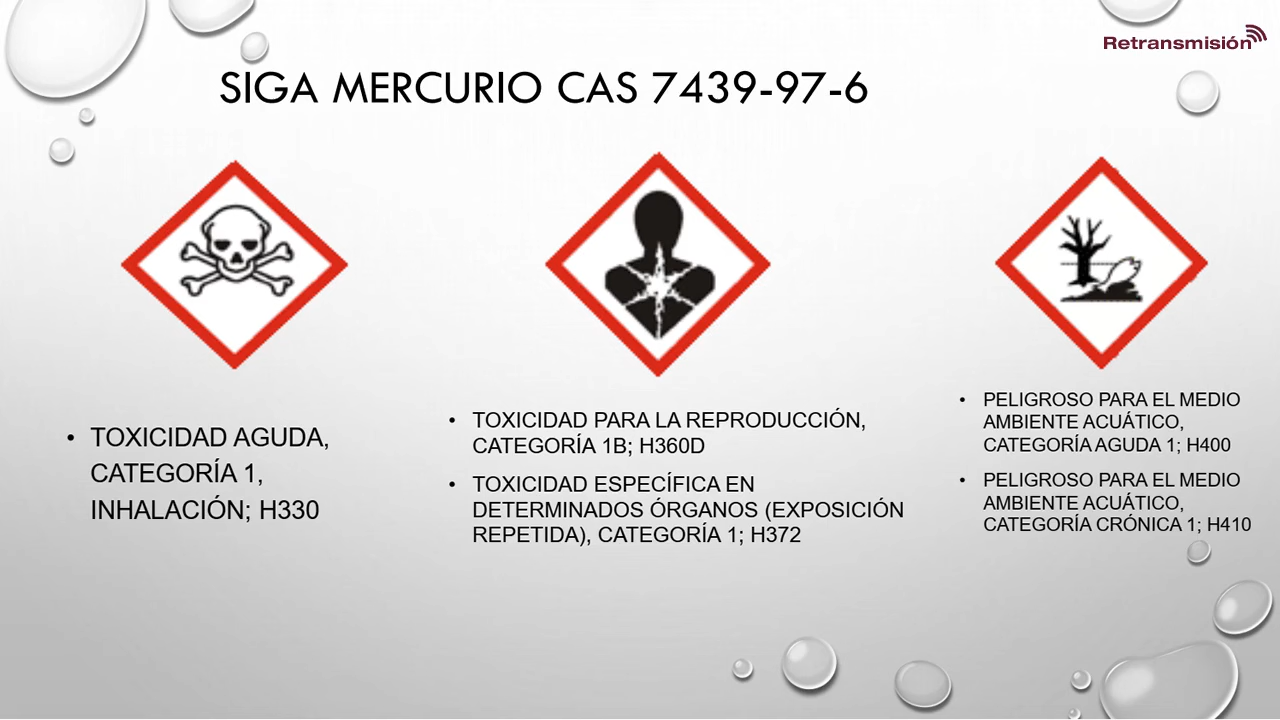 Retransmisión
SIGA MERCURIO CAS 7439-97-6
• TOXICIDAD AGUDA,
CATEGORÍA 1,
INHALACIÓN; H330
• TOXICIDAD PARA LA REPRODUCCIÓN,
CATEGORÍA 1B; H360D
• TOXICIDAD ESPECÍFICA EN
DETERMINADOS ÓRGANOS (EXPOSICIÓN
REPETIDA), CATEGORÍA 1; H372
• PELIGROSO PARA EL MEDIO
AMBIENTE ACUÁTICO,
CATEGORÍA AGUDA 1; H400
• PELIGROSO PARA EL MEDIO
AMBIENTE ACUÁTICO,
CATEGORÍA CRÓNICA 1; H410